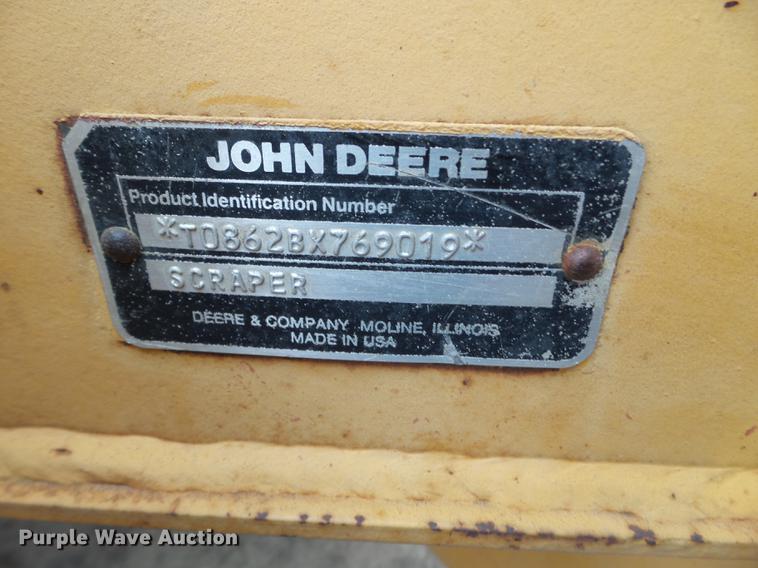 JOHN DEERE
Product Identification Number
*T0862BX769019*
SCRAPER
DEERE & COMPANY MOLINE, ILLINOIS
MADE IN USA
Purple Wave Auction®